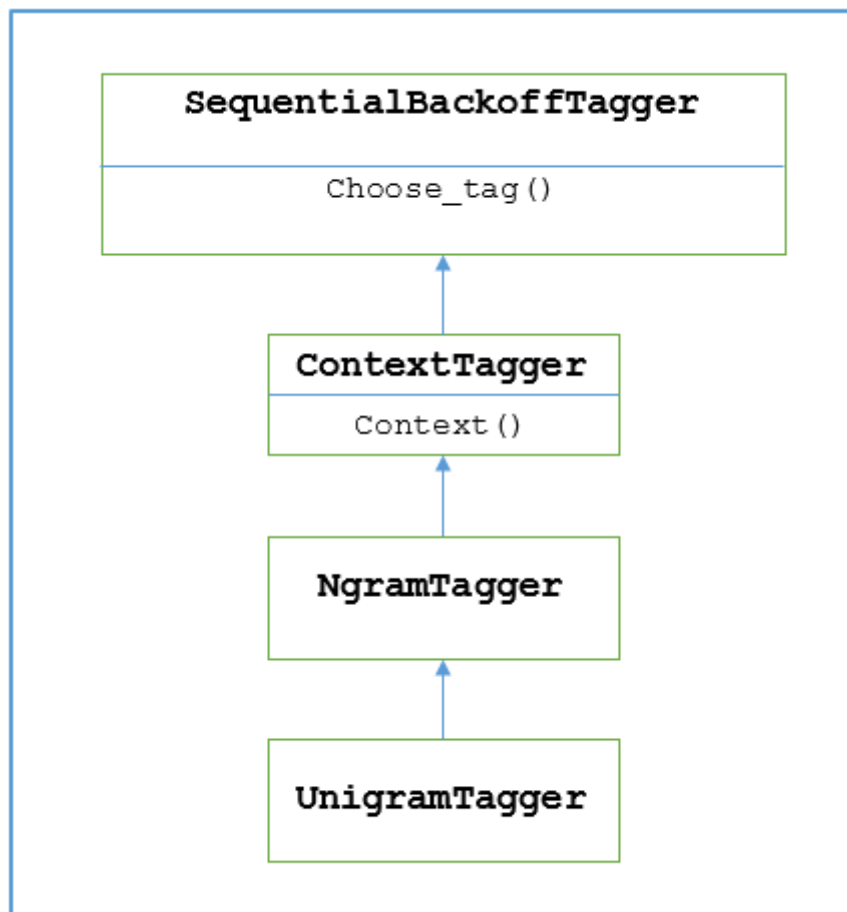 SequentialBackoffTagger
Choose_tag()
ContextTagger
Context()
NgramTagger
UnigramTagger